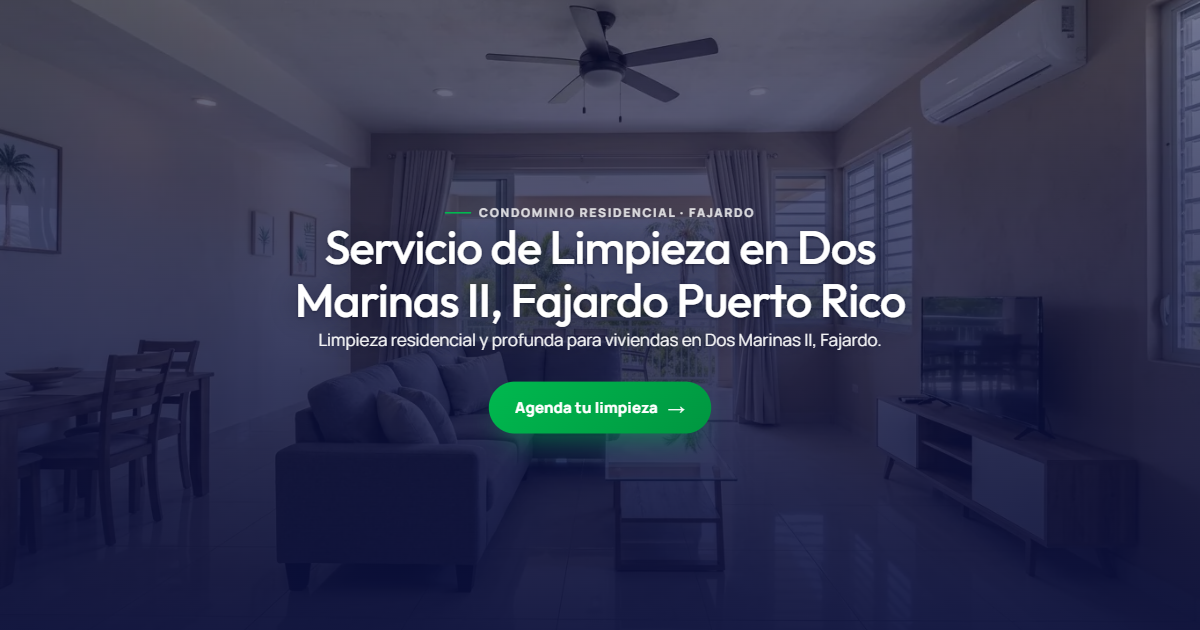 CONDOMINIO RESIDENCIAL · FAJARDO
Servicio de Limpieza en Dos
Marinas II, Fajardo Puerto Rico
Limpieza residencial y profunda para viviendas en Dos Marinas II, Fajardo.
Agenda tu limpieza →